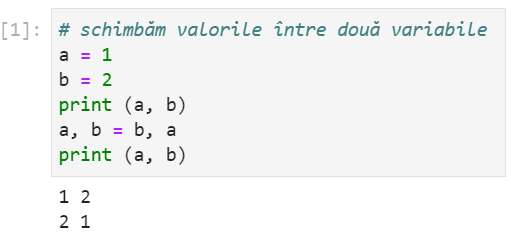 [1]: # schimbăm valorile între două variabile
a = 1
b = 2
print (a, b)
a, b = b, a
print (a, b)
1 2
2 1